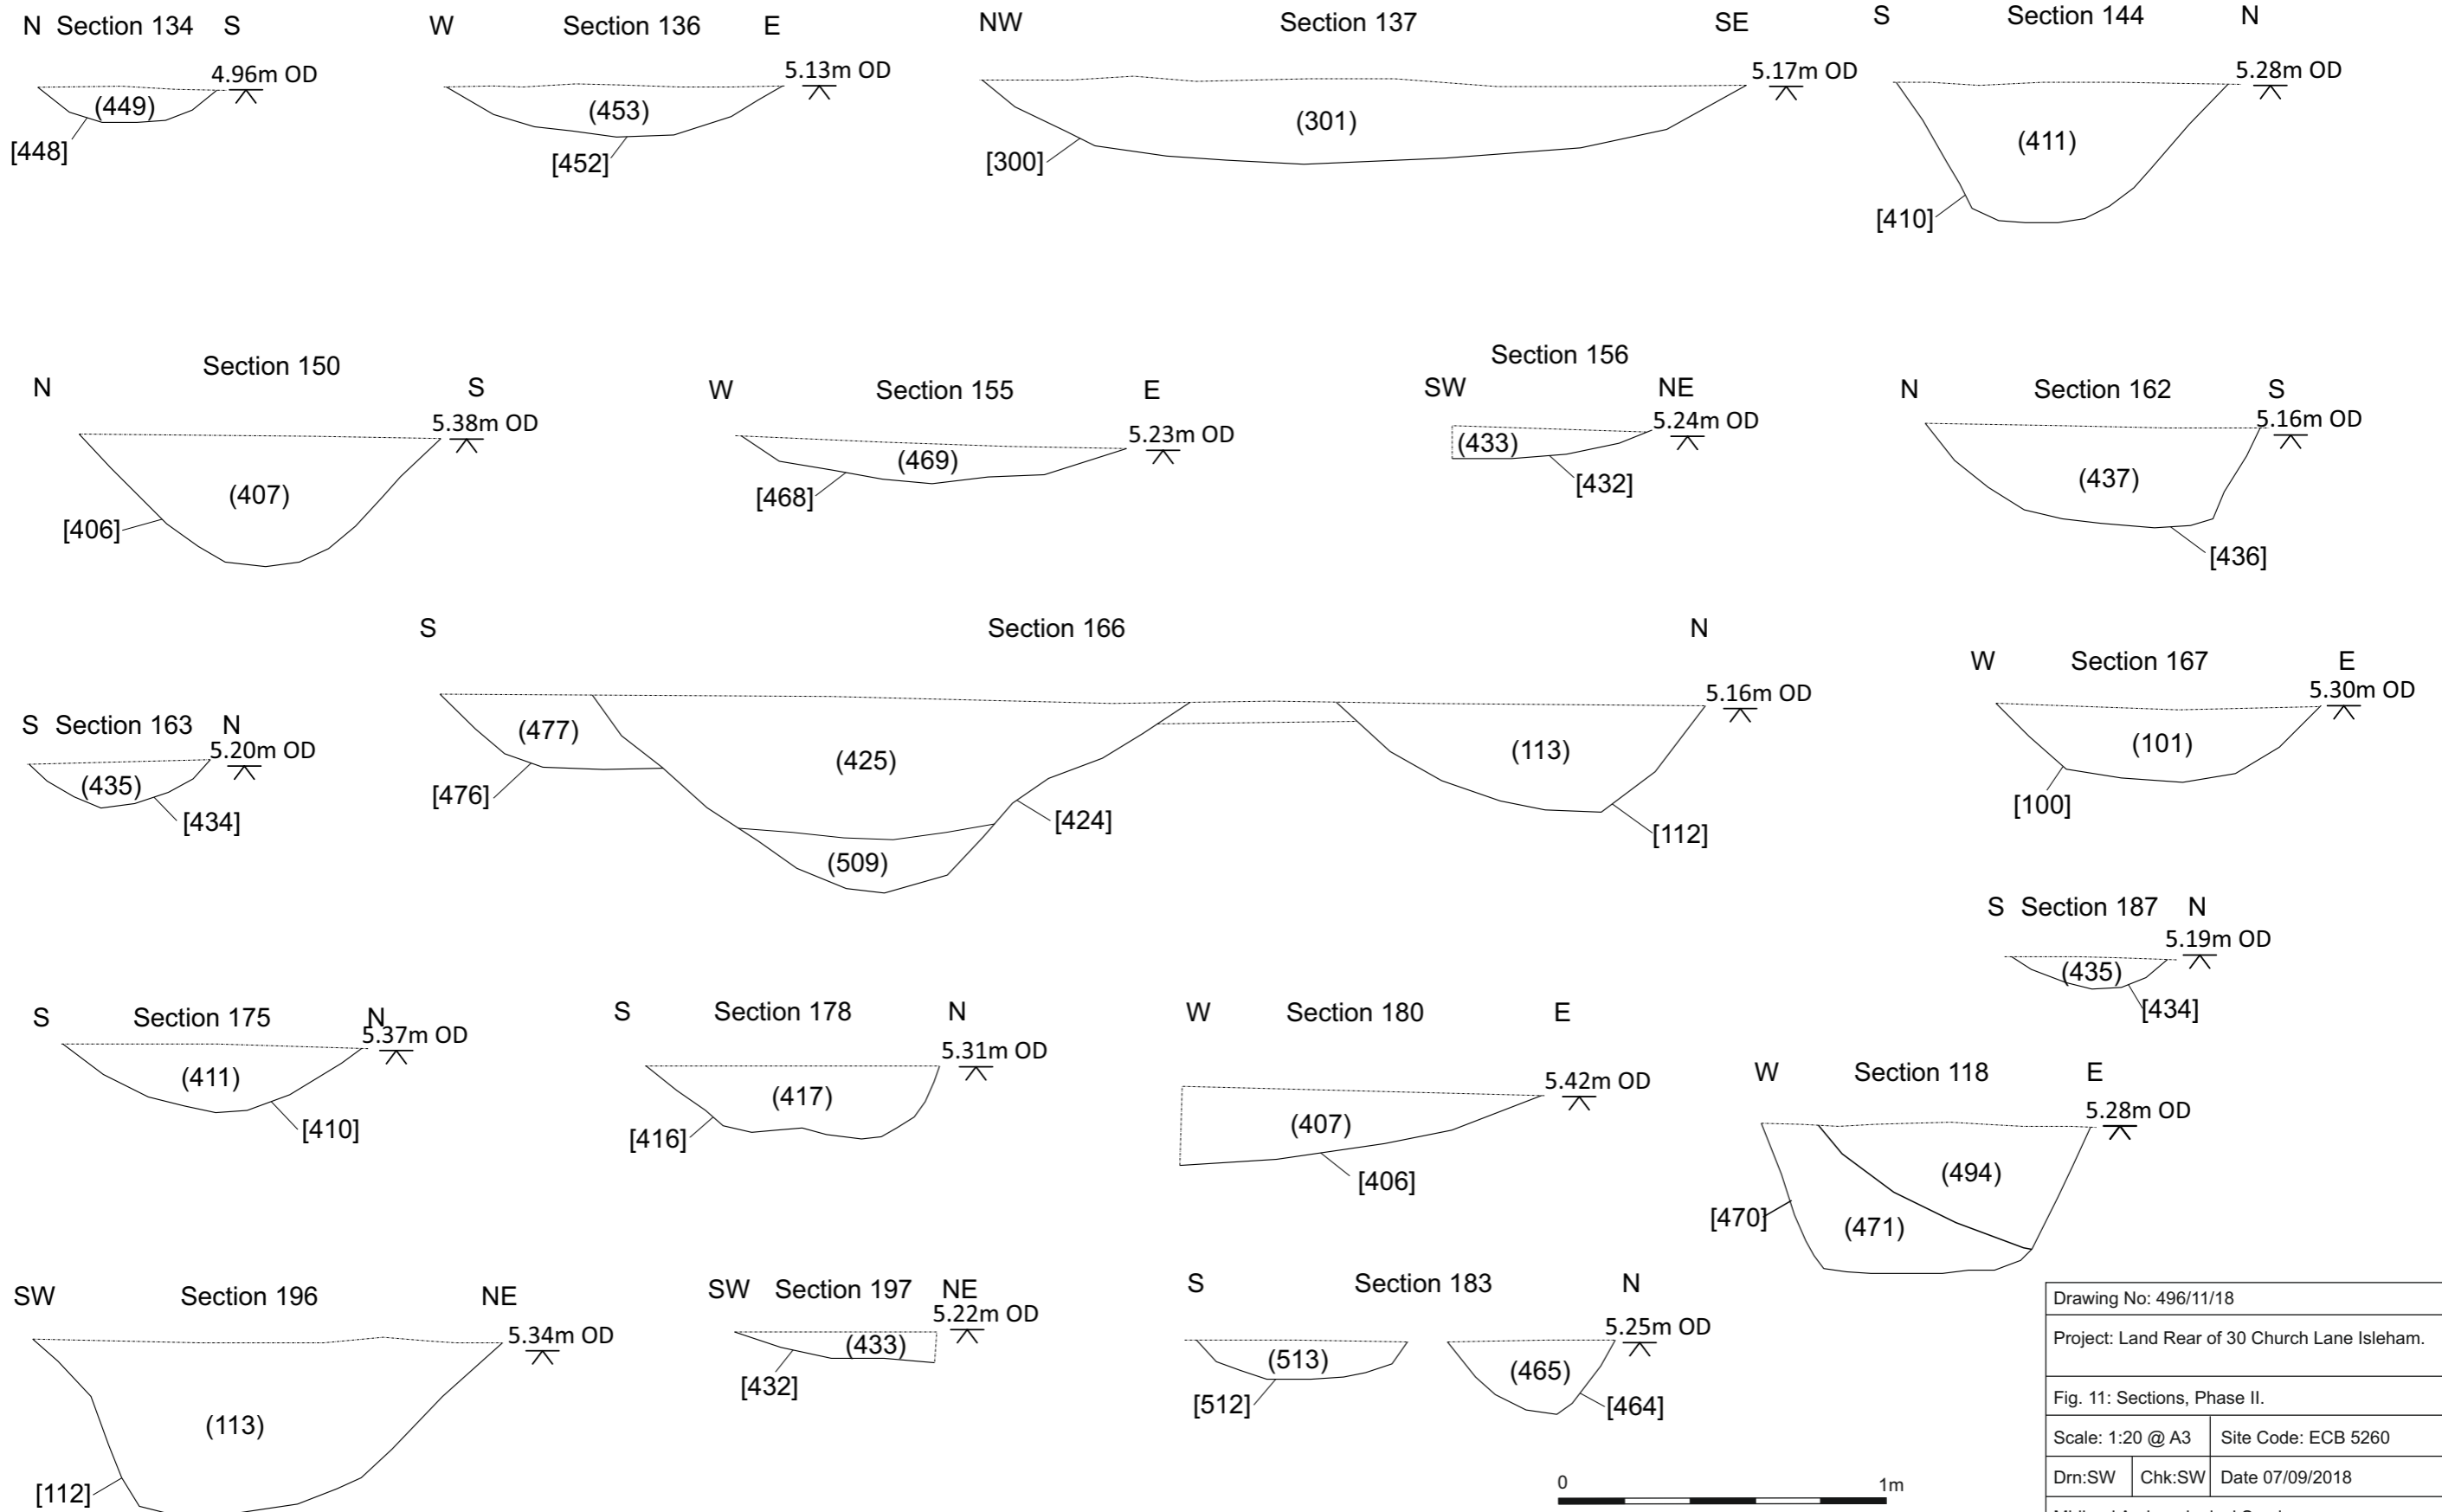 N Section 134 S
4.96m OD
(449)
[448]
W Section 136 E
5.13m OD
(453)
[452]
NW Section 137 SE
5.17m OD
(301)
[300]
S Section 144 N
5.28m OD
(411)
[410]
Section 150
N S
5.38m OD
(407)
[406]
W Section 155 E
5.23m OD
(469)
[468]
Section 156
SW NE
5.24m OD
(433)
[432]
N Section 162 S
5.16m OD
(437)
[436]
S Section 163 N
5.20m OD
(435)
[434]
S Section 166 N
5.16m OD
(477)
(425)
(113)
[476]
[424]
[112]
(509)
W Section 167 E
5.30m OD
(101)
[100]
S Section 187 N
5.19m OD
(435)
[434]
S Section 175 N
5.37m OD
(411)
[410]
S Section 178 N
5.31m OD
(417)
[416]
W Section 180 E
5.42m OD
(407)
[406]
W Section 118 E
5.28m OD
(494)
[470]
(471)
SW Section 196 NE
5.34m OD
(113)
[112]
SW Section 197 NE
5.22m OD
(433)
[432]
S Section 183 N
5.25m OD
(513)
(465)
[512]
[464]
0 1m
Drawing No: 496/11/18
Project: Land Rear of 30 Church Lane Isleham.
Fig. 11: Sections, Phase II.
Scale: 1:20 @ A3 Site Code: ECB 5260
Drn:SW Chk:SW Date 07/09/2018